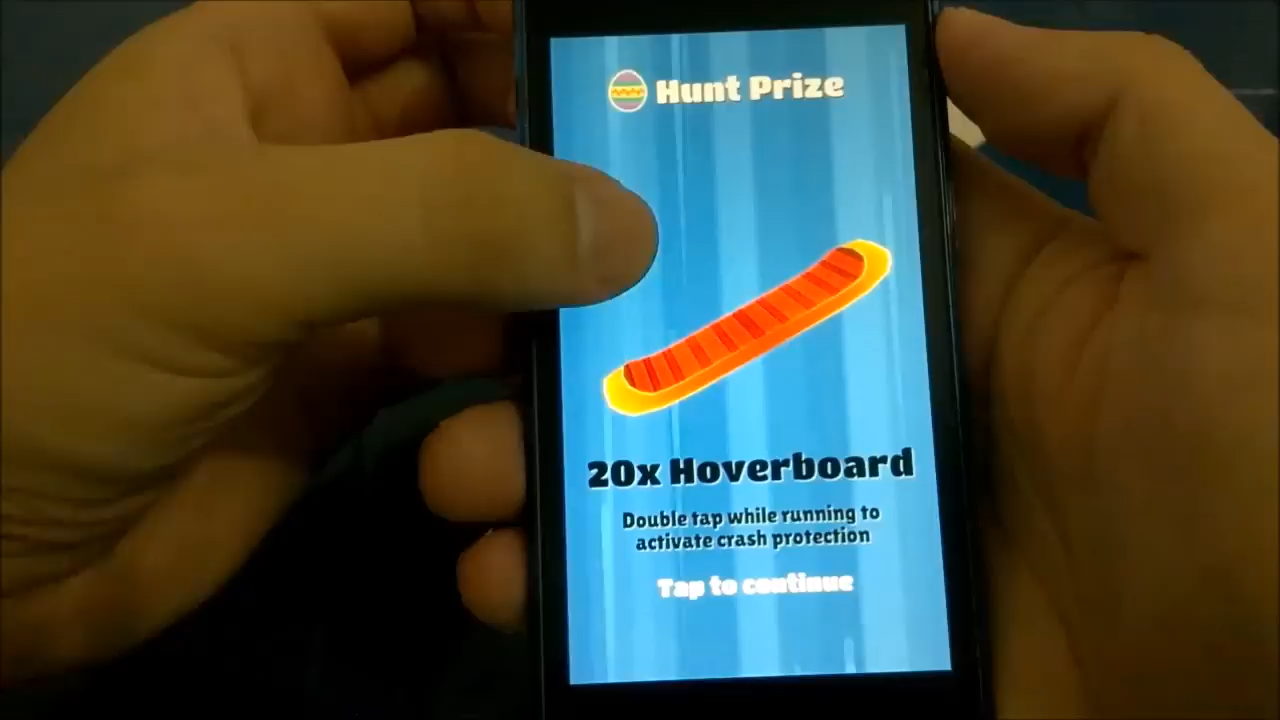 Hunt Prize
20x Hoverboard
Double tap while running to
activate crash protection
Tap to continue